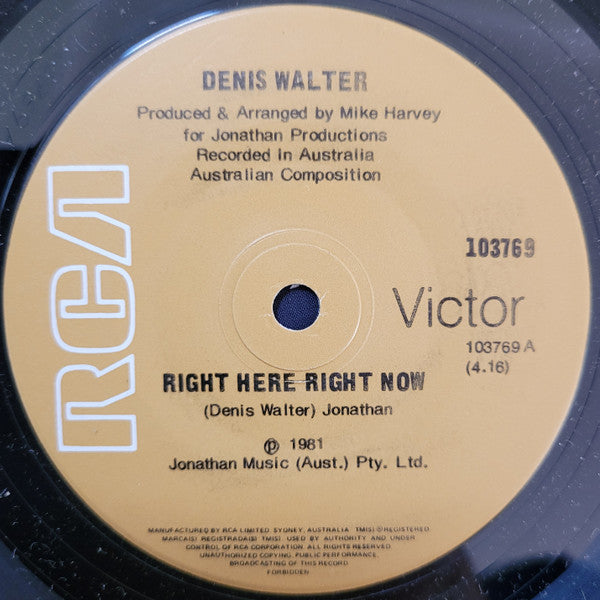 DENIS WALTER
Produced & Arranged by Mike Harvey
for Jonathan Productions
Recorded in Australia
Australian Composition
RCA
103769
Victor
103769 A
(4.16)
RIGHT HERE RIGHT NOW
(Denis Walter) Jonathan
℗ 1981
Jonathan Music (Aust.) Pty. Ltd.
MANUFACTURED BY RCA LIMITED, SYDNEY, AUSTRALIA TM(S) ® REGISTERED.
MARCA(S) REGISTRADA(S) TM(S). USED BY AUTHORITY AND UNDER
CONTROL OF RCA CORPORATION. ALL RIGHTS RESERVED
UNAUTHORIZED COPYING, PUBLIC PERFORMANCE,
BROADCASTING OF THIS RECORD
FORBIDDEN